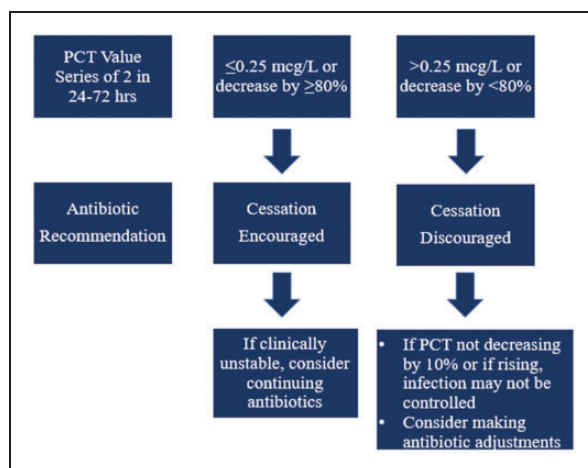 PCT Value
Series of 2 in
24-72 hrs
≤0.25 mcg/L or
decrease by ≥80%
>0.25 mcg/L or
decrease by <80%
Antibiotic
Recommendation
Cessation
Encouraged
Cessation
Discouraged
If clinically
unstable, consider
continuing
antibiotics
• If PCT not decreasing
by 10% or if rising,
infection may not be
controlled
• Consider making
antibiotic adjustments